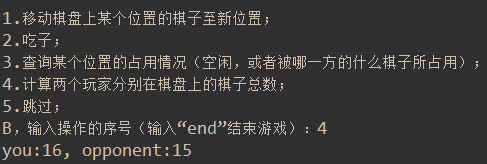 1.移动棋盘上某个位置的棋子至新位置；
2.吃子；
3.查询某个位置的占用情况（空闲，或者被哪一方的什么棋子所占用）；
4.计算两个玩家分别在棋盘上的棋子总数；
5.跳过；
B，输入操作的序号（输入“end”结束游戏）：4
you:16, opponent:15